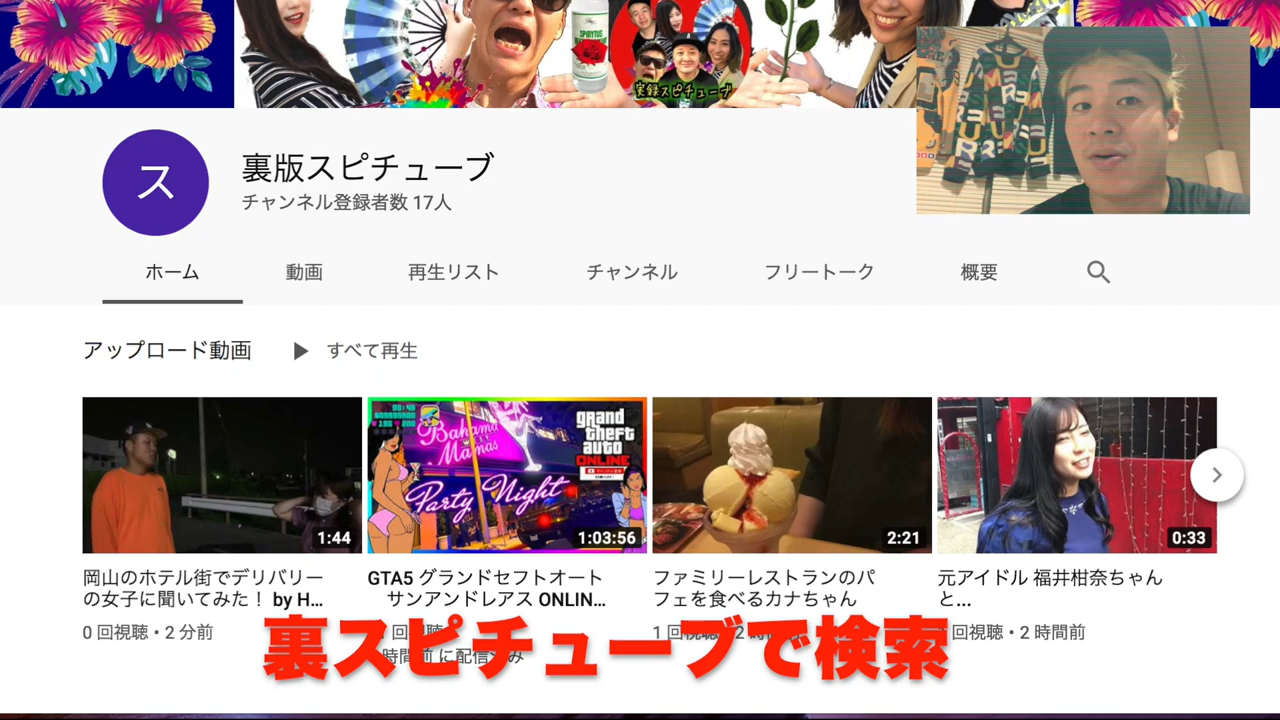 SPIRYTUS
実録スピチューブ
ス
裏版スピチューブ
チャンネル登録者数 17人
ホーム 動画 再生リスト チャンネル フリートーク 概要
アップロード動画 すべて再生
Bahama Mamas
Party Night
grand theft auto
ONLINE
1:44 1:03:56 2:21 0:33
岡山のホテル街でデリバリーの女子に聞いてみた！ by H...
0 回視聴・2 分前
GTA5 グランドセフトオート サンアンドレアス ONLIN...
ファミリーレストランのパフェを食べるカナちゃん
元アイドル 福井柑奈ちゃんと...
回視聴・2 時間前
裏スピチューブで検索